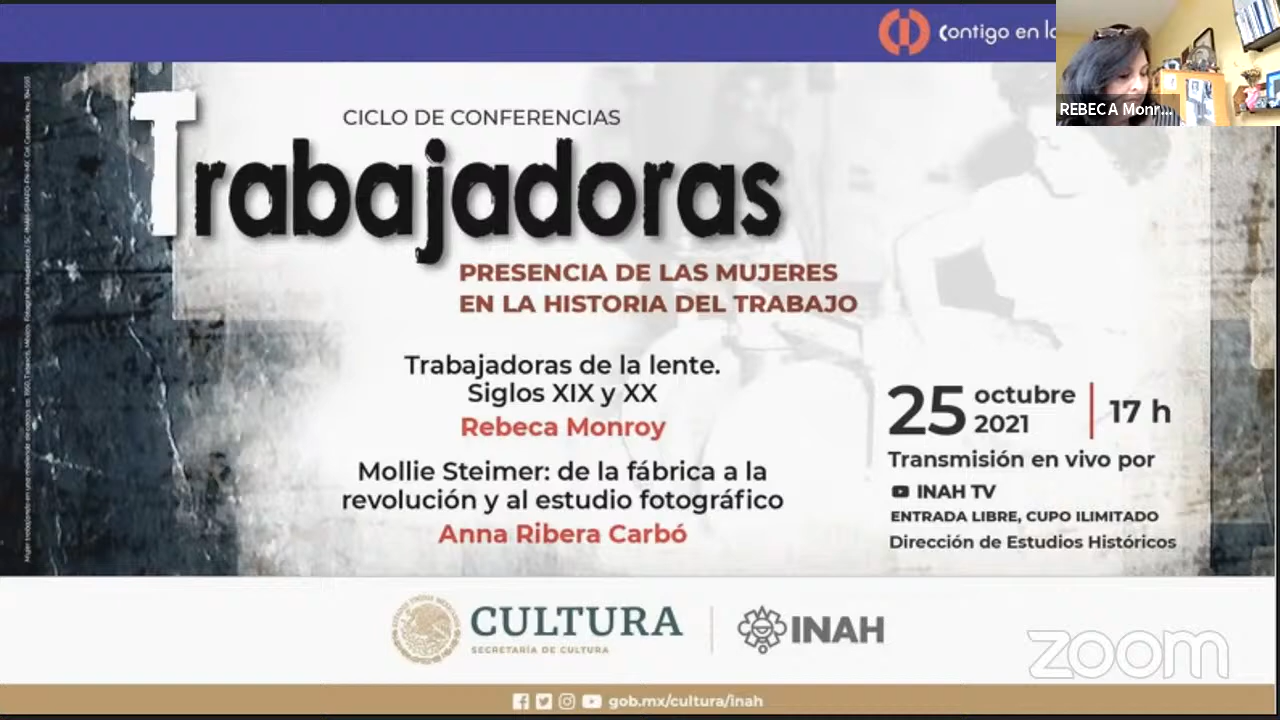 Contigo en la
REBECA Monr...
CICLO DE CONFERENCIAS
Trabajadoras
PRESENCIA DE LAS MUJERES
EN LA HISTORIA DEL TRABAJO
Trabajadoras de la lente.
Siglos XIX y XX
Rebeca Monroy
Mollie Steimer: de la fábrica a la
revolución y al estudio fotográfico
Anna Ribera Carbó
25 octubre 2021 | 17 h
Transmisión en vivo por
INAH TV
ENTRADA LIBRE, CUPO ILIMITADO
Dirección de Estudios Históricos
CULTURA
SECRETARÍA DE CULTURA
INAH
zoom
gob.mx/cultura/inah